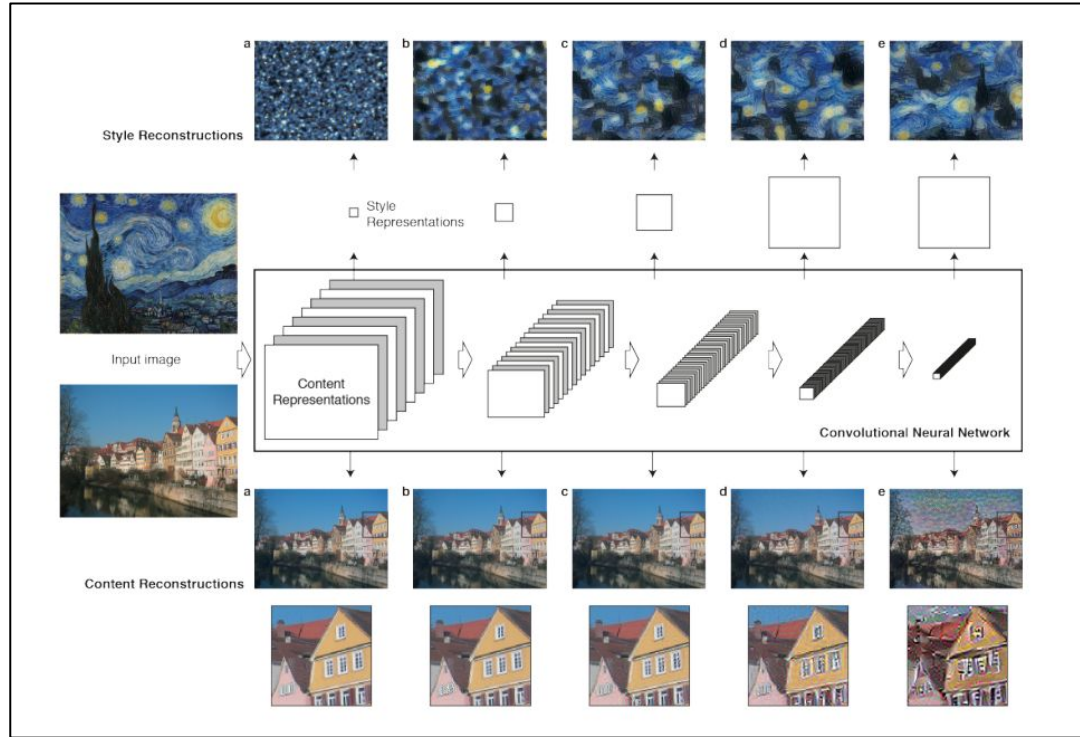 a
b
c
d
e
Style Reconstructions
Style
Representations
Input image
Content
Representations
Convolutional Neural Network
a
b
c
d
e
Content Reconstructions